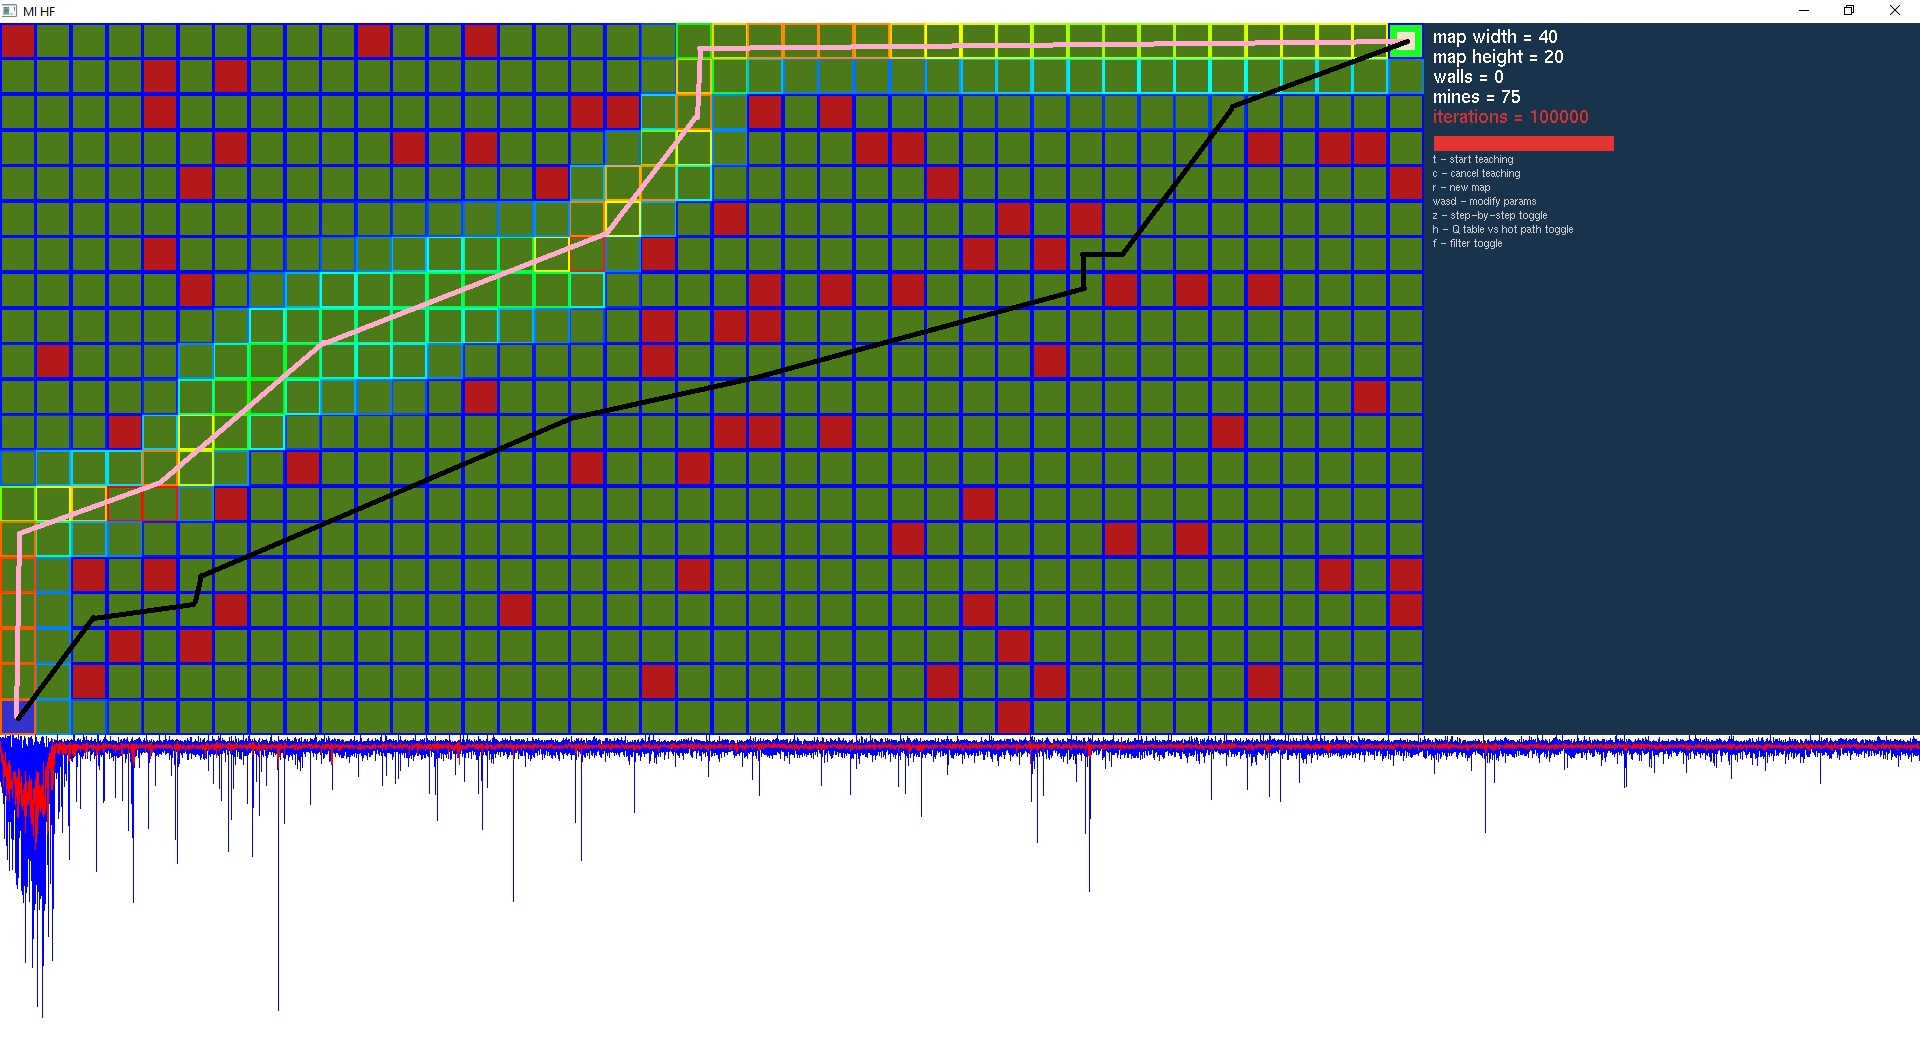 MI HF
map width = 40
map height = 20
walls = 0
mines = 75
iterations = 100000
t - start teaching
c - cancel teaching
r - new map
wasd - modify params
z - step-by-step toggle
h - Q table vs hot path toggle
f - filter toggle